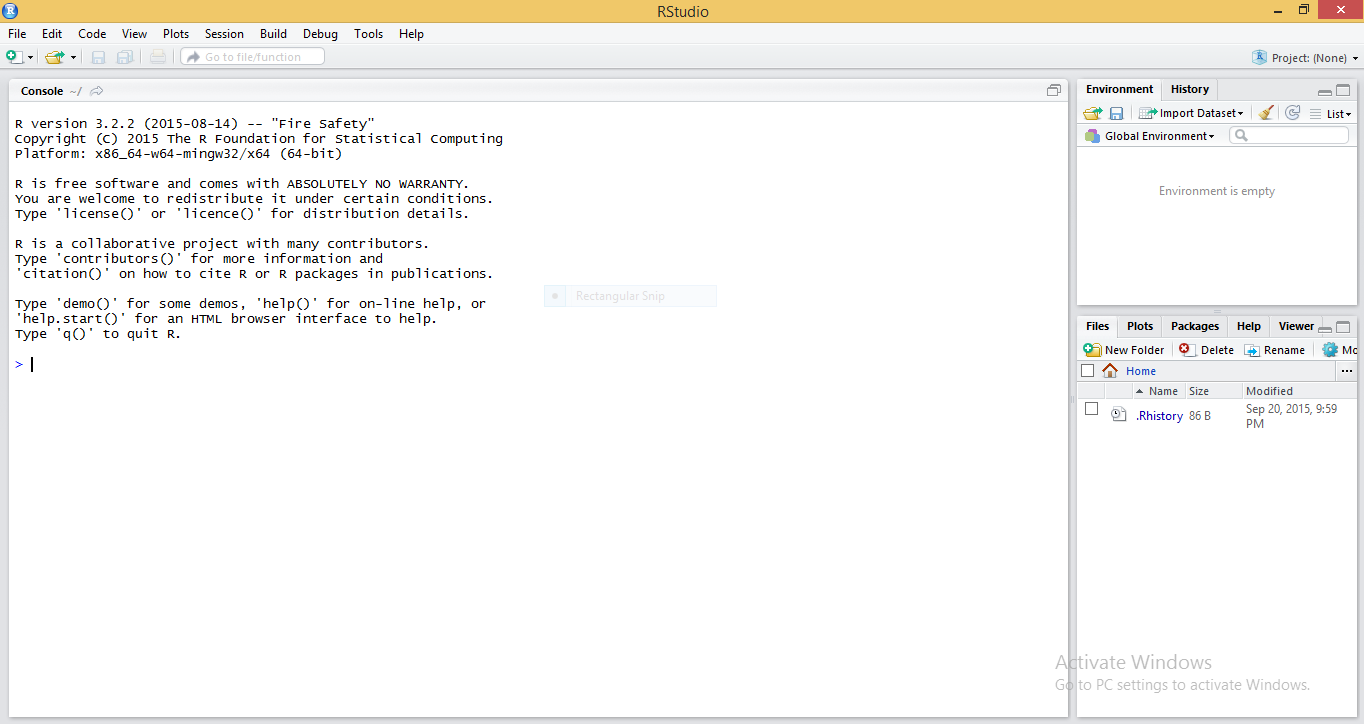 RStudio
File Edit Code View Plots Session Build Debug Tools Help
Go to file/function
Project: (None)
Console ~/
R version 3.2.2 (2015-08-14) -- "Fire Safety"
Copyright (C) 2015 The R Foundation for Statistical Computing
Platform: x86_64-w64-mingw32/x64 (64-bit)
R is free software and comes with ABSOLUTELY NO WARRANTY.
You are welcome to redistribute it under certain conditions.
Type 'license()' or 'licence()' for distribution details.
R is a collaborative project with many contributors.
Type 'contributors()' for more information and
'citation()' on how to cite R or R packages in publications.
Type 'demo()' for some demos, 'help()' for on-line help, or
'help.start()' for an HTML browser interface to help.
Type 'q()' to quit R.
>
Rectangular Snip
Environment History
Import Dataset List
Global Environment
Environment is empty
Files Plots Packages Help Viewer
New Folder Delete Rename Mo
Home ...
Name Size Modified
.Rhistory 86 B Sep 20, 2015, 9:59
PM
Activate Windows
Go to PC settings to activate Windows.